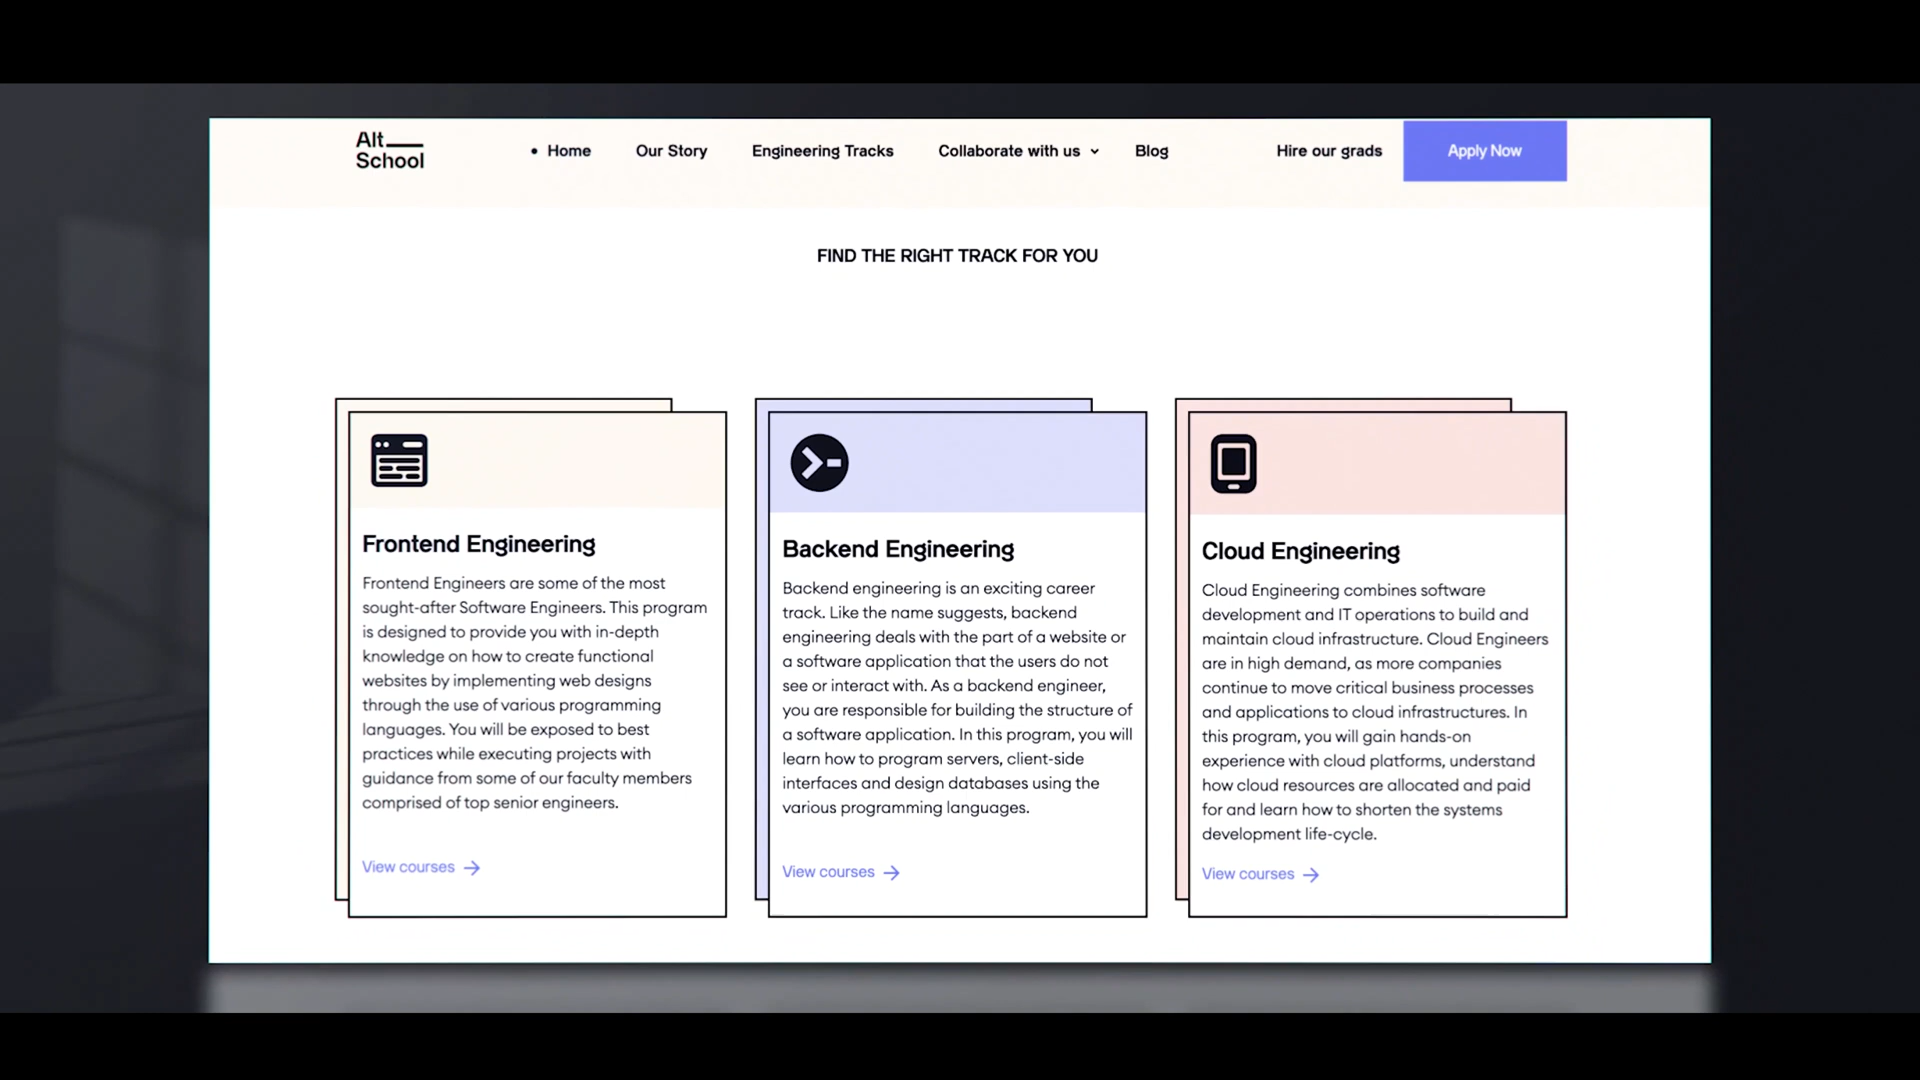 Alt
School
Home
Our Story
Engineering Tracks
Collaborate with us
Blog
Hire our grads
Apply Now
FIND THE RIGHT TRACK FOR YOU
Frontend Engineering
Frontend Engineers are some of the most
sought-after Software Engineers. This program
is designed to provide you with in-depth
knowledge on how to create functional
websites by implementing web designs
through the use of various programming
languages. You will be exposed to best
practices while executing projects with
guidance from some of our faculty members
comprised of top senior engineers.
View courses
Backend Engineering
Backend engineering is an exciting career
track. Like the name suggests, backend
engineering deals with the part of a website or
a software application that the users do not
see or interact with. As a backend engineer,
you are responsible for building the structure of
a software application. In this program, you will
learn how to program servers, client-side
interfaces and design databases using the
various programming languages.
View courses
Cloud Engineering
Cloud Engineering combines software
development and IT operations to build and
maintain cloud infrastructure. Cloud Engineers
are in high demand, as more companies
continue to move critical business processes
and applications to cloud infrastructures. In
this program, you will gain hands-on
experience with cloud platforms, understand
how cloud resources are allocated and paid
for and learn how to shorten the systems
development life-cycle.
View courses